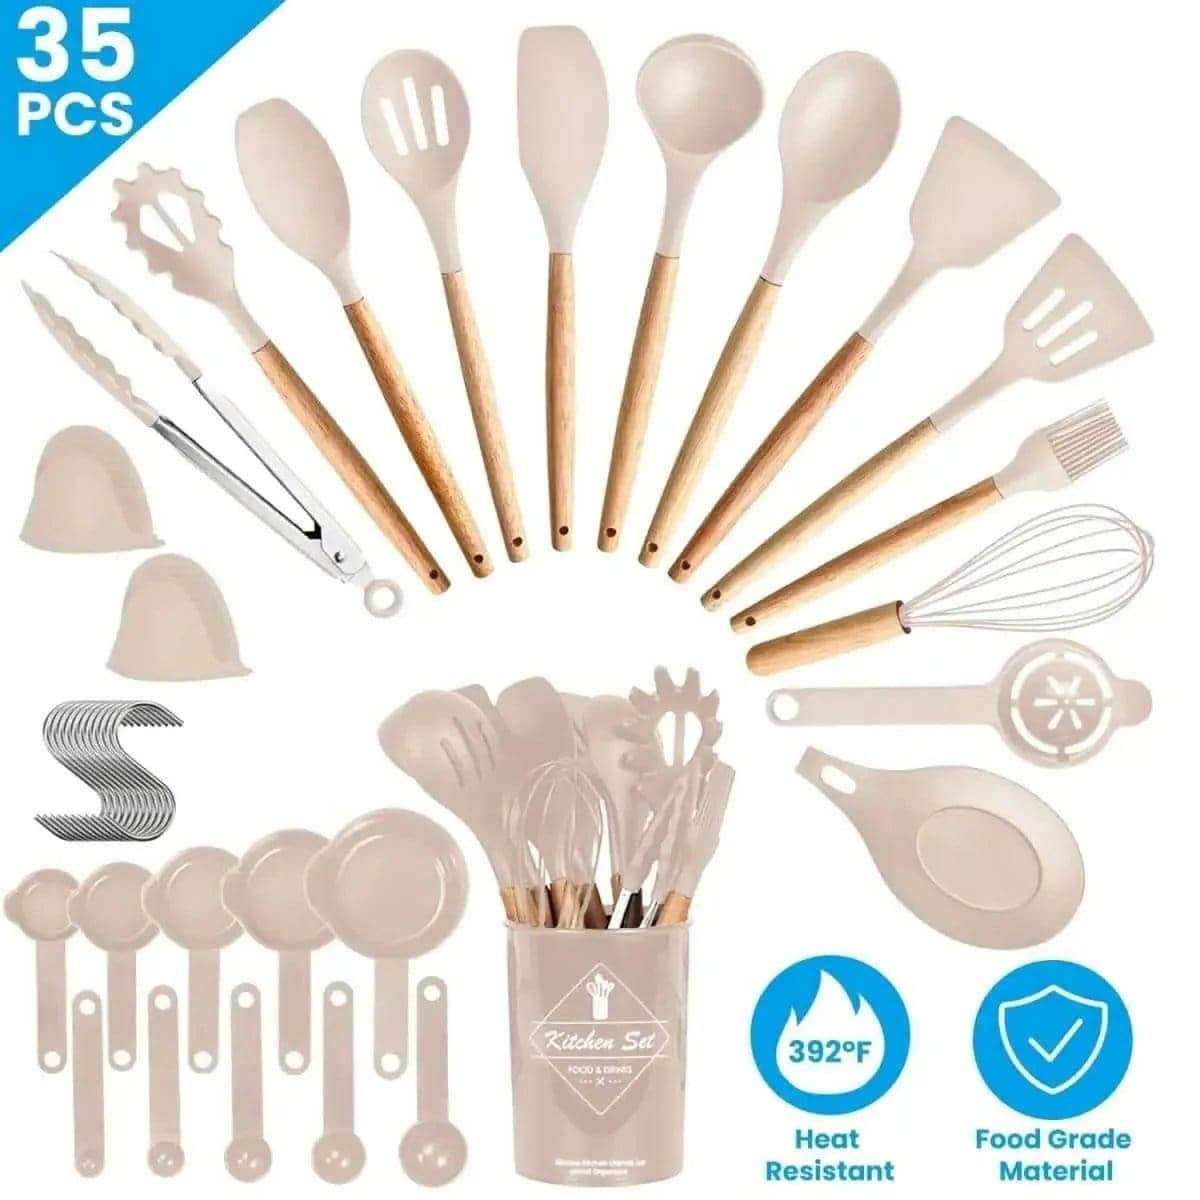 35
PCS
Kitchen Set
FOOD & DRINKS
392°F
Heat
Resistant
Food Grade
Material